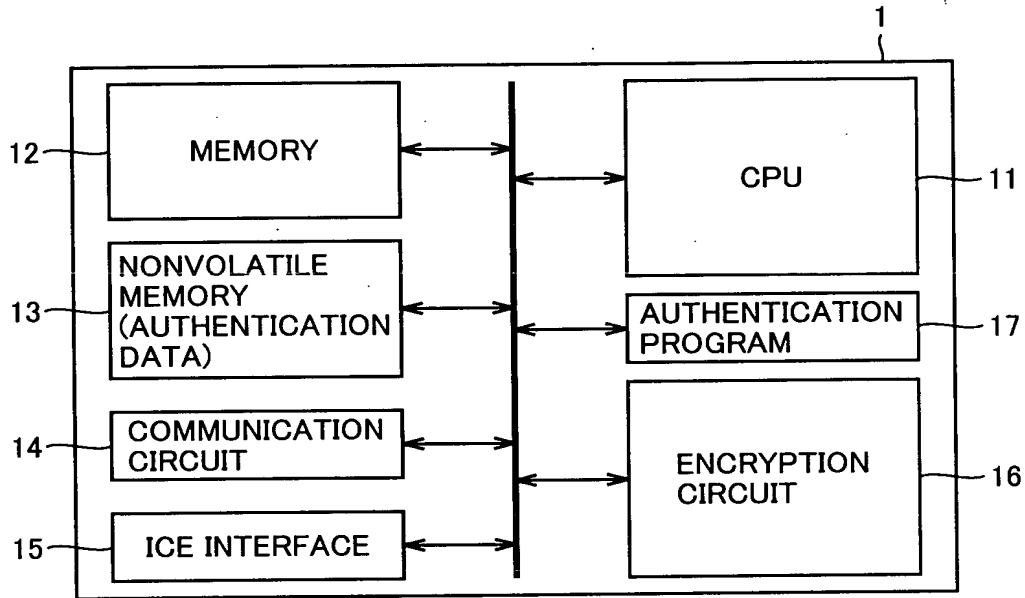 1
12
MEMORY
CPU
11
13
NONVOLATILE
MEMORY
(AUTHENTICATION
DATA)
AUTHENTICATION
PROGRAM
17
14
COMMUNICATION
CIRCUIT
ENCRYPTION
CIRCUIT
16
15
ICE INTERFACE